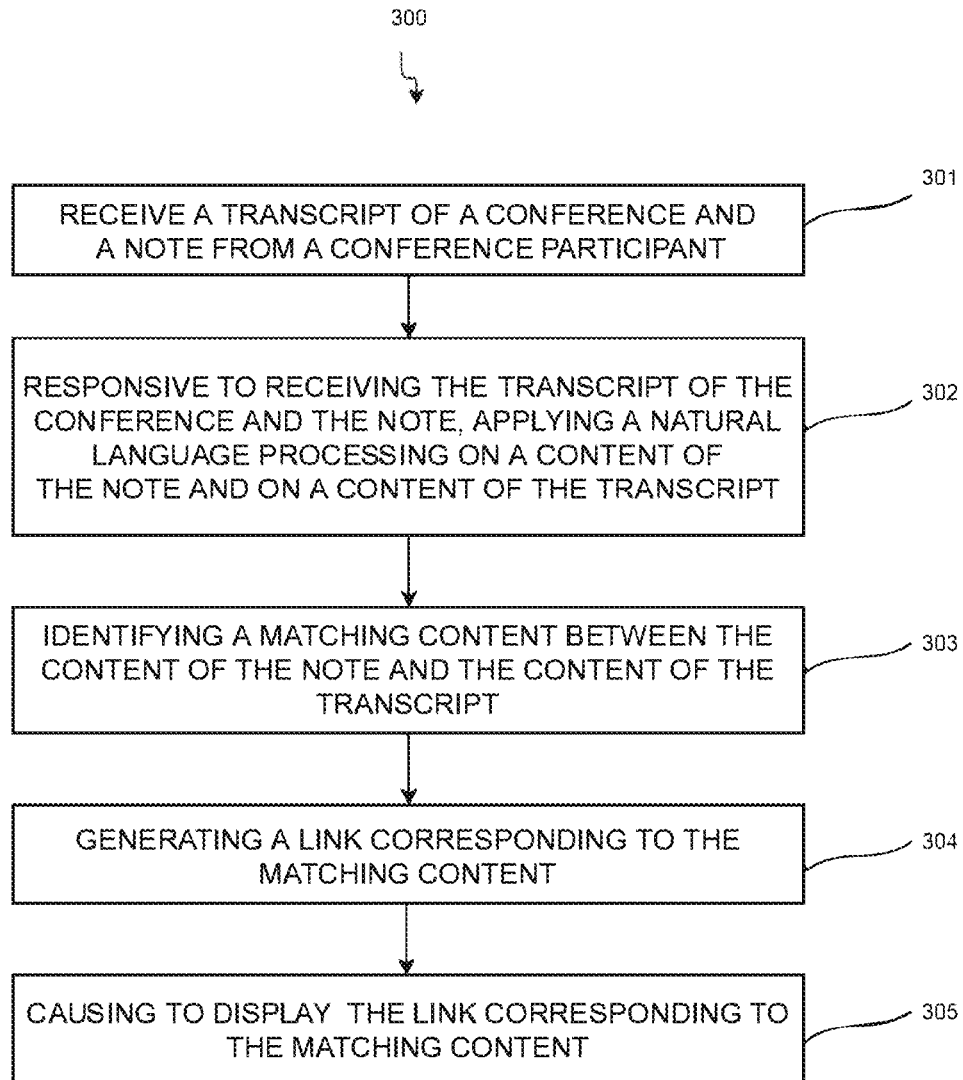 300
301
RECEIVE A TRANSCRIPT OF A CONFERENCE AND
A NOTE FROM A CONFERENCE PARTICIPANT
302
RESPONSIVE TO RECEIVING THE TRANSCRIPT OF THE
CONFERENCE AND THE NOTE, APPLYING A NATURAL
LANGUAGE PROCESSING ON A CONTENT OF
THE NOTE AND ON A CONTENT OF THE TRANSCRIPT
303
IDENTIFYING A MATCHING CONTENT BETWEEN THE
CONTENT OF THE NOTE AND THE CONTENT OF THE
TRANSCRIPT
304
GENERATING A LINK CORRESPONDING TO THE
MATCHING CONTENT
305
CAUSING TO DISPLAY THE LINK CORRESPONDING TO
THE MATCHING CONTENT